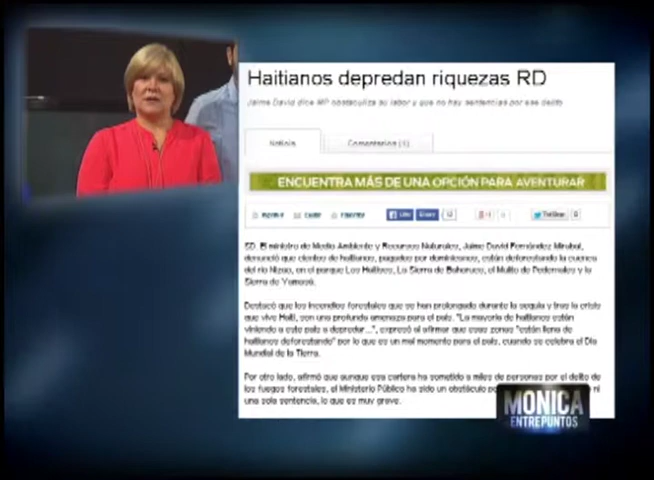 Haitianos depredan riquezas RD
Jaime David dice MP obstaculiza su labor y que no hay sentencias por ese delito
Noticia
Comentarios (1)
ENCUENTRA MÁS DE UNA OPCIÓN PARA AVENTURAR
Like Share
Twittear 0
SD. El ministro de Medio Ambiente y Recursos Naturales, Jaime David Fernández Mirabal,
denunció que cientos de haitianos, pagados por dominicanos, están deforestando la cuenca
del río Nizao, en el parque Los Haitises, La Sierra de Bahoruco, el Mulito de Pedernales y la
Sierra de Yamasá.
Destacó que los incendios forestales que se han prolongado durante la sequía y tras la crisis
que vive Haití, son una profunda amenaza para el país. "La mayoría de haitianos están
viniendo a este país a depredar...", expresó al afirmar que esas zonas "están llena de
haitianos deforestando" por lo que es un mal momento para el país, cuando se celebra el Día
Mundial de la Tierra.
Por otro lado, afirmó que aunque esa cartera ha sometido a miles de personas por el delito de
los fuegos forestales, el Ministerio Público ha sido un obstáculo ni
una sola sentencia, lo que es muy grave.
MONICA
ENTREPUNTOS